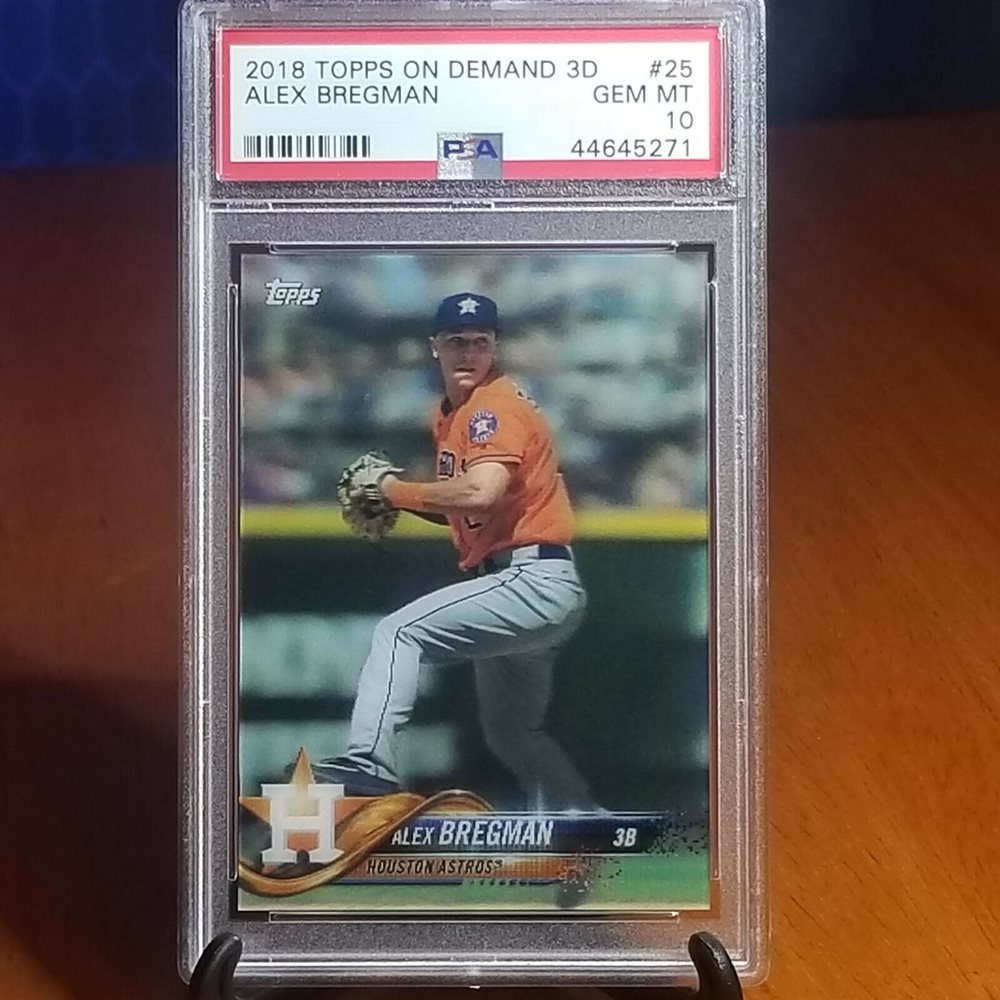 2018 TOPPS ON DEMAND 3D #25
ALEX BREGMAN GEM MT
10
PSA 44645271
Topps
H
ALEX BREGMAN 3B
HOUSTON ASTROS